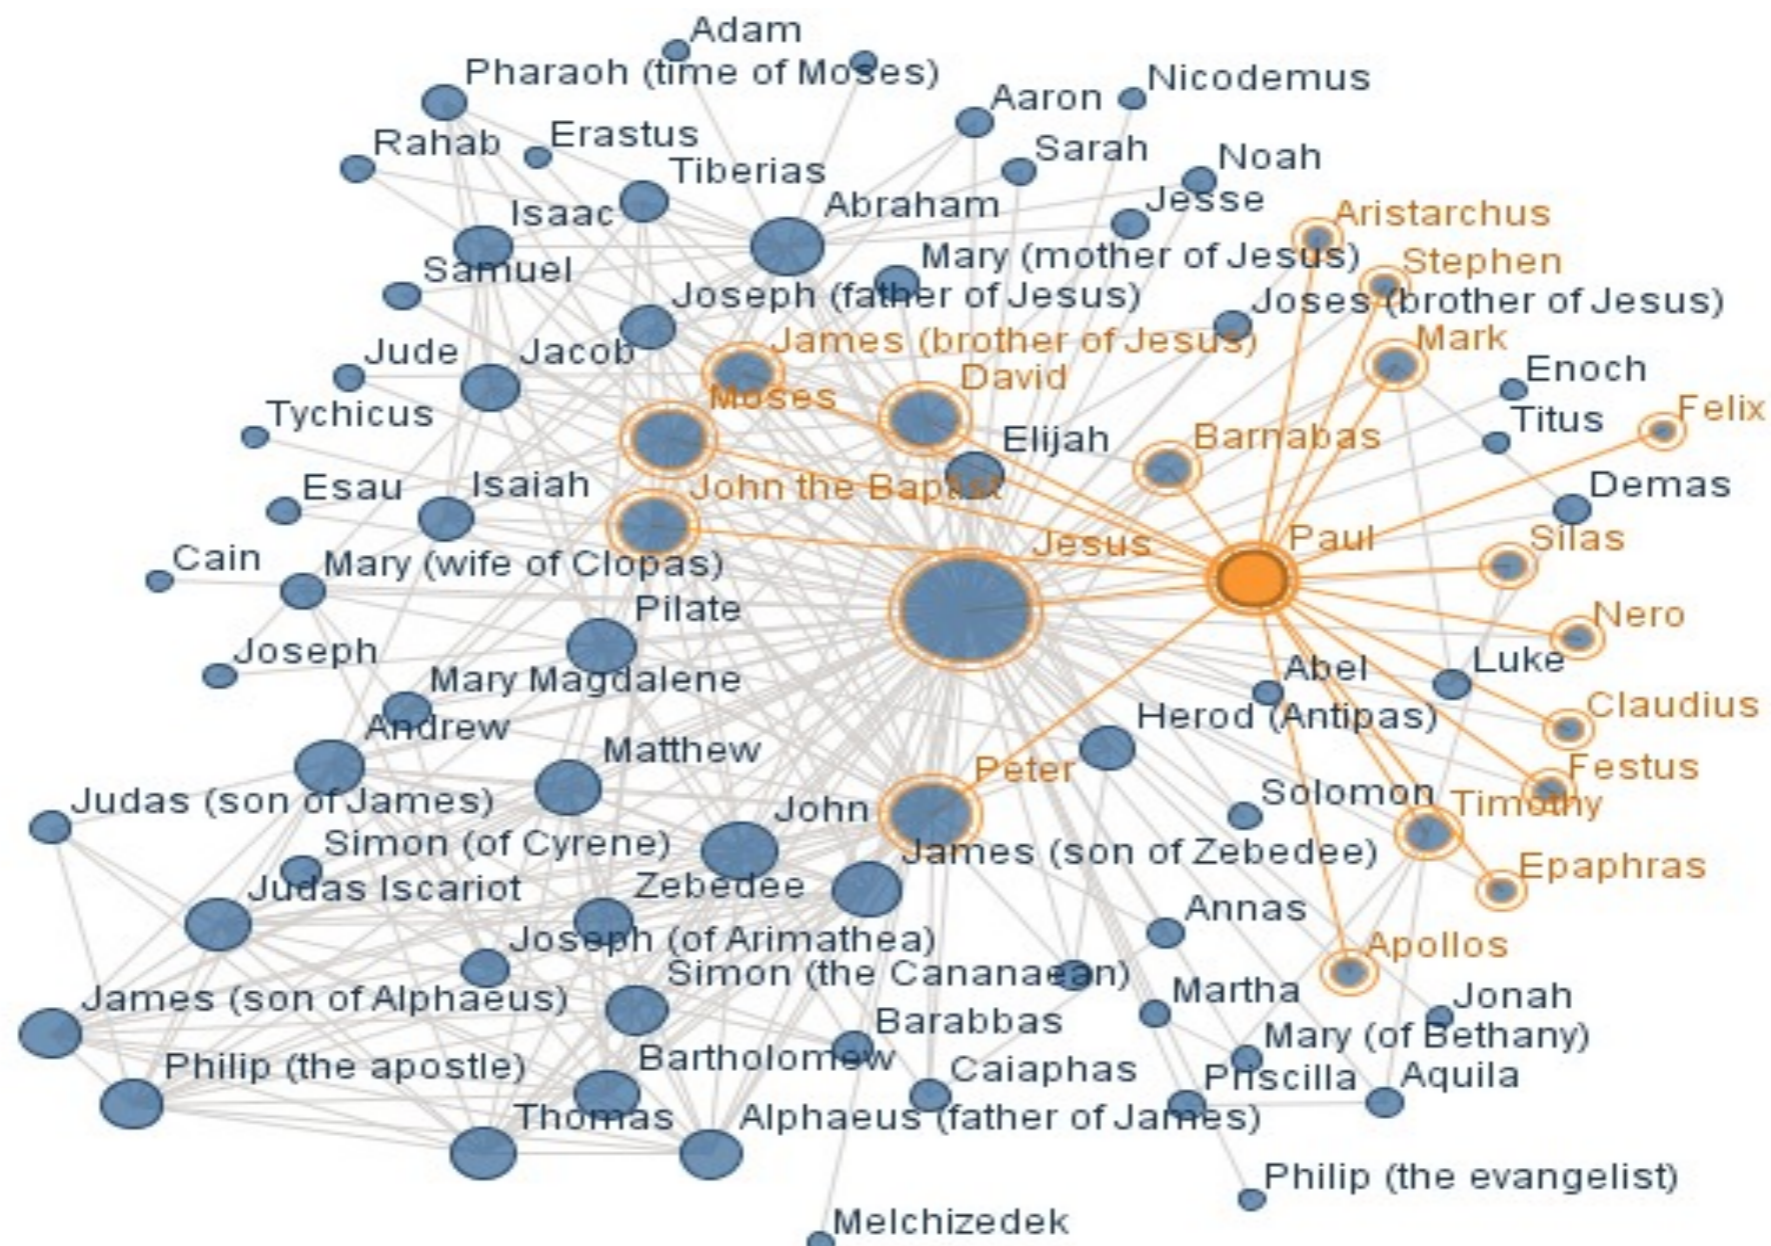 Adam
Pharaoh (time of Moses)
Nicodemus
Aaron
Rahab
Erastus
Sarah
Noah
Tiberias
Abraham
Jesse
Isaac
Aristarchus
Mary (mother of Jesus)
Stephen
Samuel
Joseph (father of Jesus)
Joses (brother of Jesus)
James (brother of Jesus)
Mark
Jude
Jacob
Enoch
David
Moses
Felix
Tychicus
Titus
Elijah
Barnabas
Esau
Isaiah
John the Baptist
Demas
Jesus
Paul
Silas
Cain
Mary (wife of Clopas)
Pilate
Nero
Joseph
Abel
Luke
Mary Magdalene
Claudius
Herod (Antipas)
Andrew
Matthew
Peter
Festus
Judas (son of James)
John
Solomon
Timothy
Simon (of Cyrene)
James (son of Zebedee)
Epaphras
Judas Iscariot
Zebedee
Annas
Joseph (of Arimathea)
Apollos
Simon (the Cananaean)
James (son of Alphaeus)
Martha
Jonah
Barabbas
Mary (of Bethany)
Bartholomew
Philip (the apostle)
Caiaphas
Priscilla
Aquila
Thomas
Alphaeus (father of James)
Philip (the evangelist)
Melchizedek